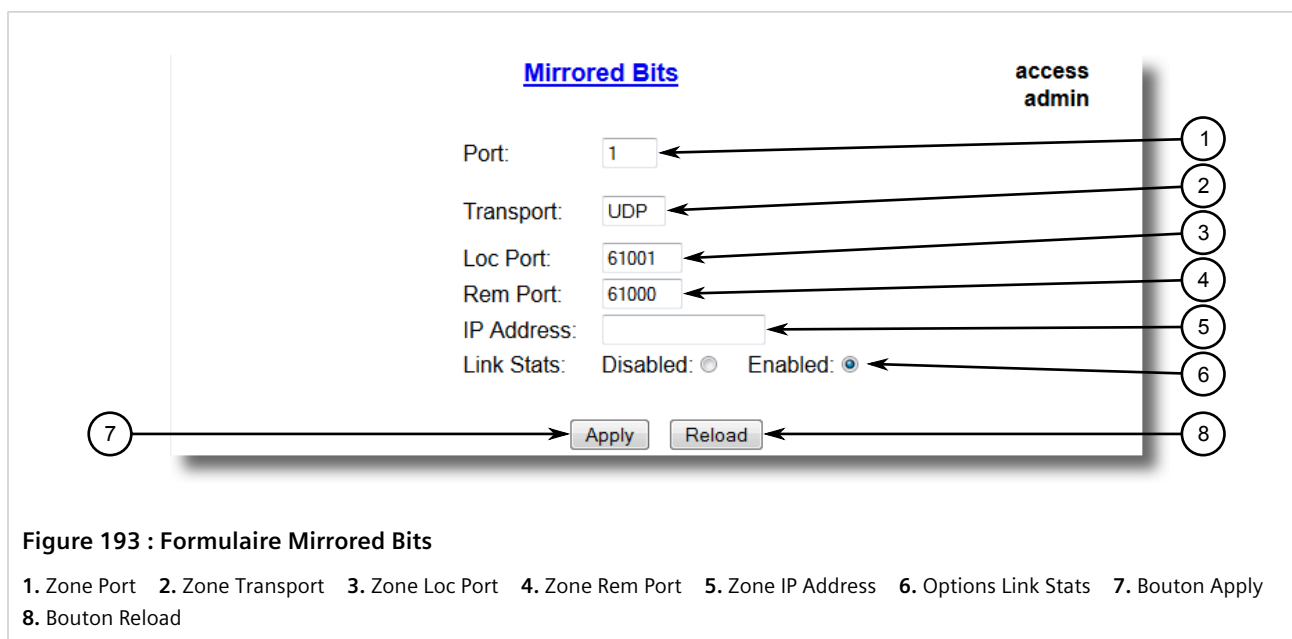 Mirrored Bits
access
admin
Port: 1
1
Transport: UDP
2
Loc Port: 61001
3
Rem Port: 61000
4
IP Address:
5
Link Stats: Disabled: Enabled:
6
7
Apply Reload
8
Figure 193 : Formulaire Mirrored Bits
1. Zone Port 2. Zone Transport 3. Zone Loc Port 4. Zone Rem Port 5. Zone IP Address 6. Options Link Stats 7. Bouton Apply
8. Bouton Reload